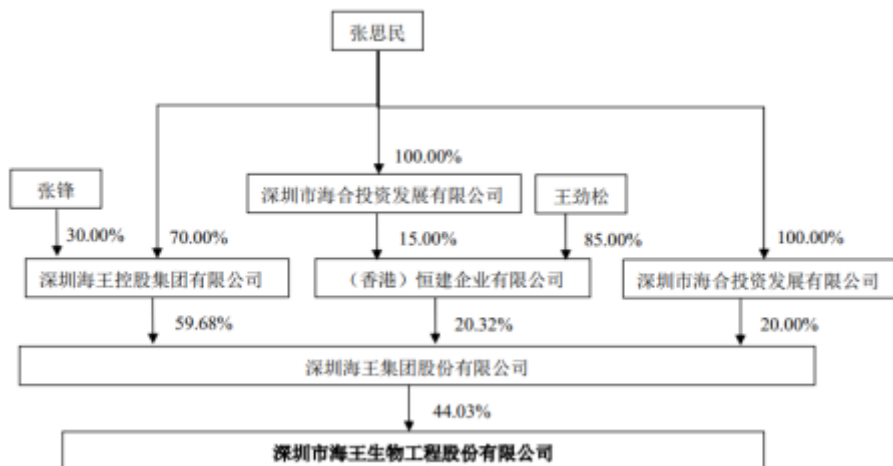 张思民
100.00%
张锋
深圳市海合投资发展有限公司
王劲松
30.00%
70.00%
15.00%
85.00%
100.00%
深圳海王控股集团有限公司
（香港）恒建企业有限公司
深圳市海合投资发展有限公司
59.68%
20.32%
20.00%
深圳海王集团股份有限公司
44.03%
深圳市海王生物工程股份有限公司